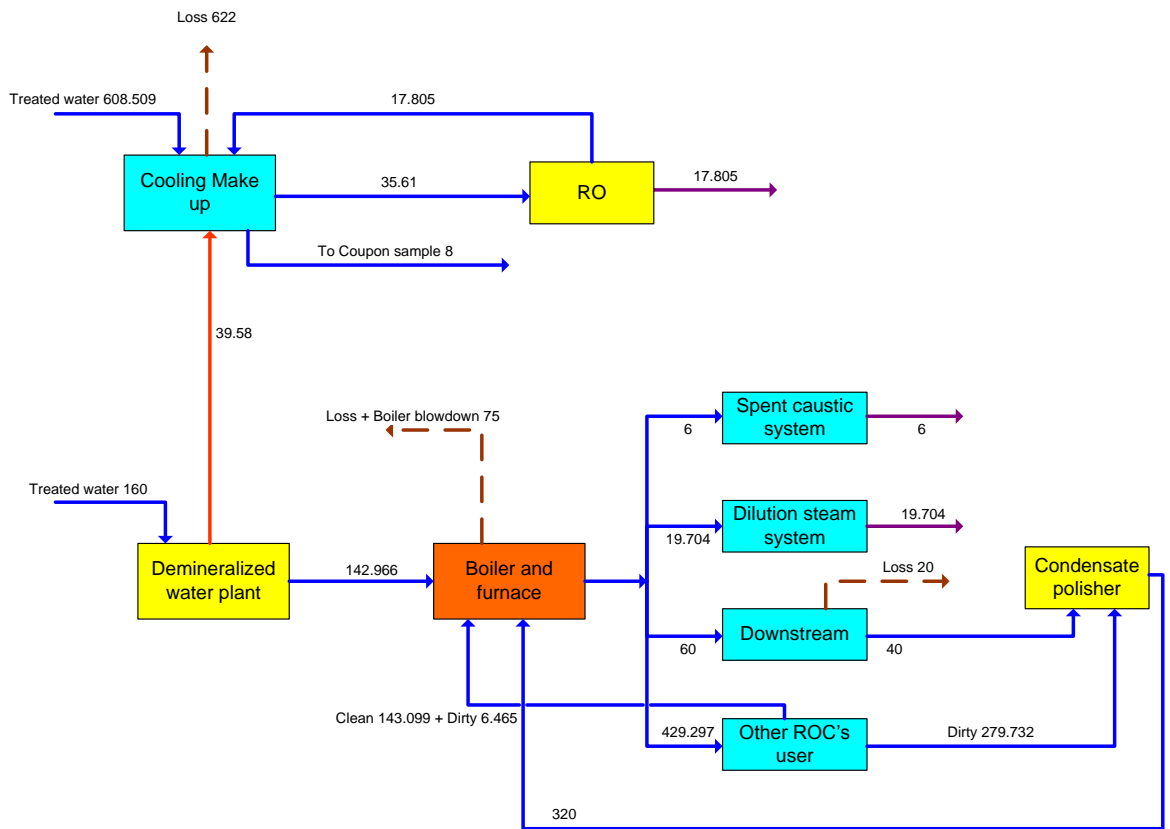 Loss 622
Treated water 608.509
17.805
Cooling Make
up
35.61
RO
17.805
To Coupon sample 8
39.58
Loss + Boiler blowdown 75
Spent caustic
system
6
6
Treated water 160
Dilution steam
system
19.704
19.704
Demineralized
water plant
142.966
Boiler and
furnace
Loss 20
Condensate
polisher
Downstream
60
40
Clean 143.099 + Dirty 6.465
429.297
Other ROC's
user
Dirty 279.732
320